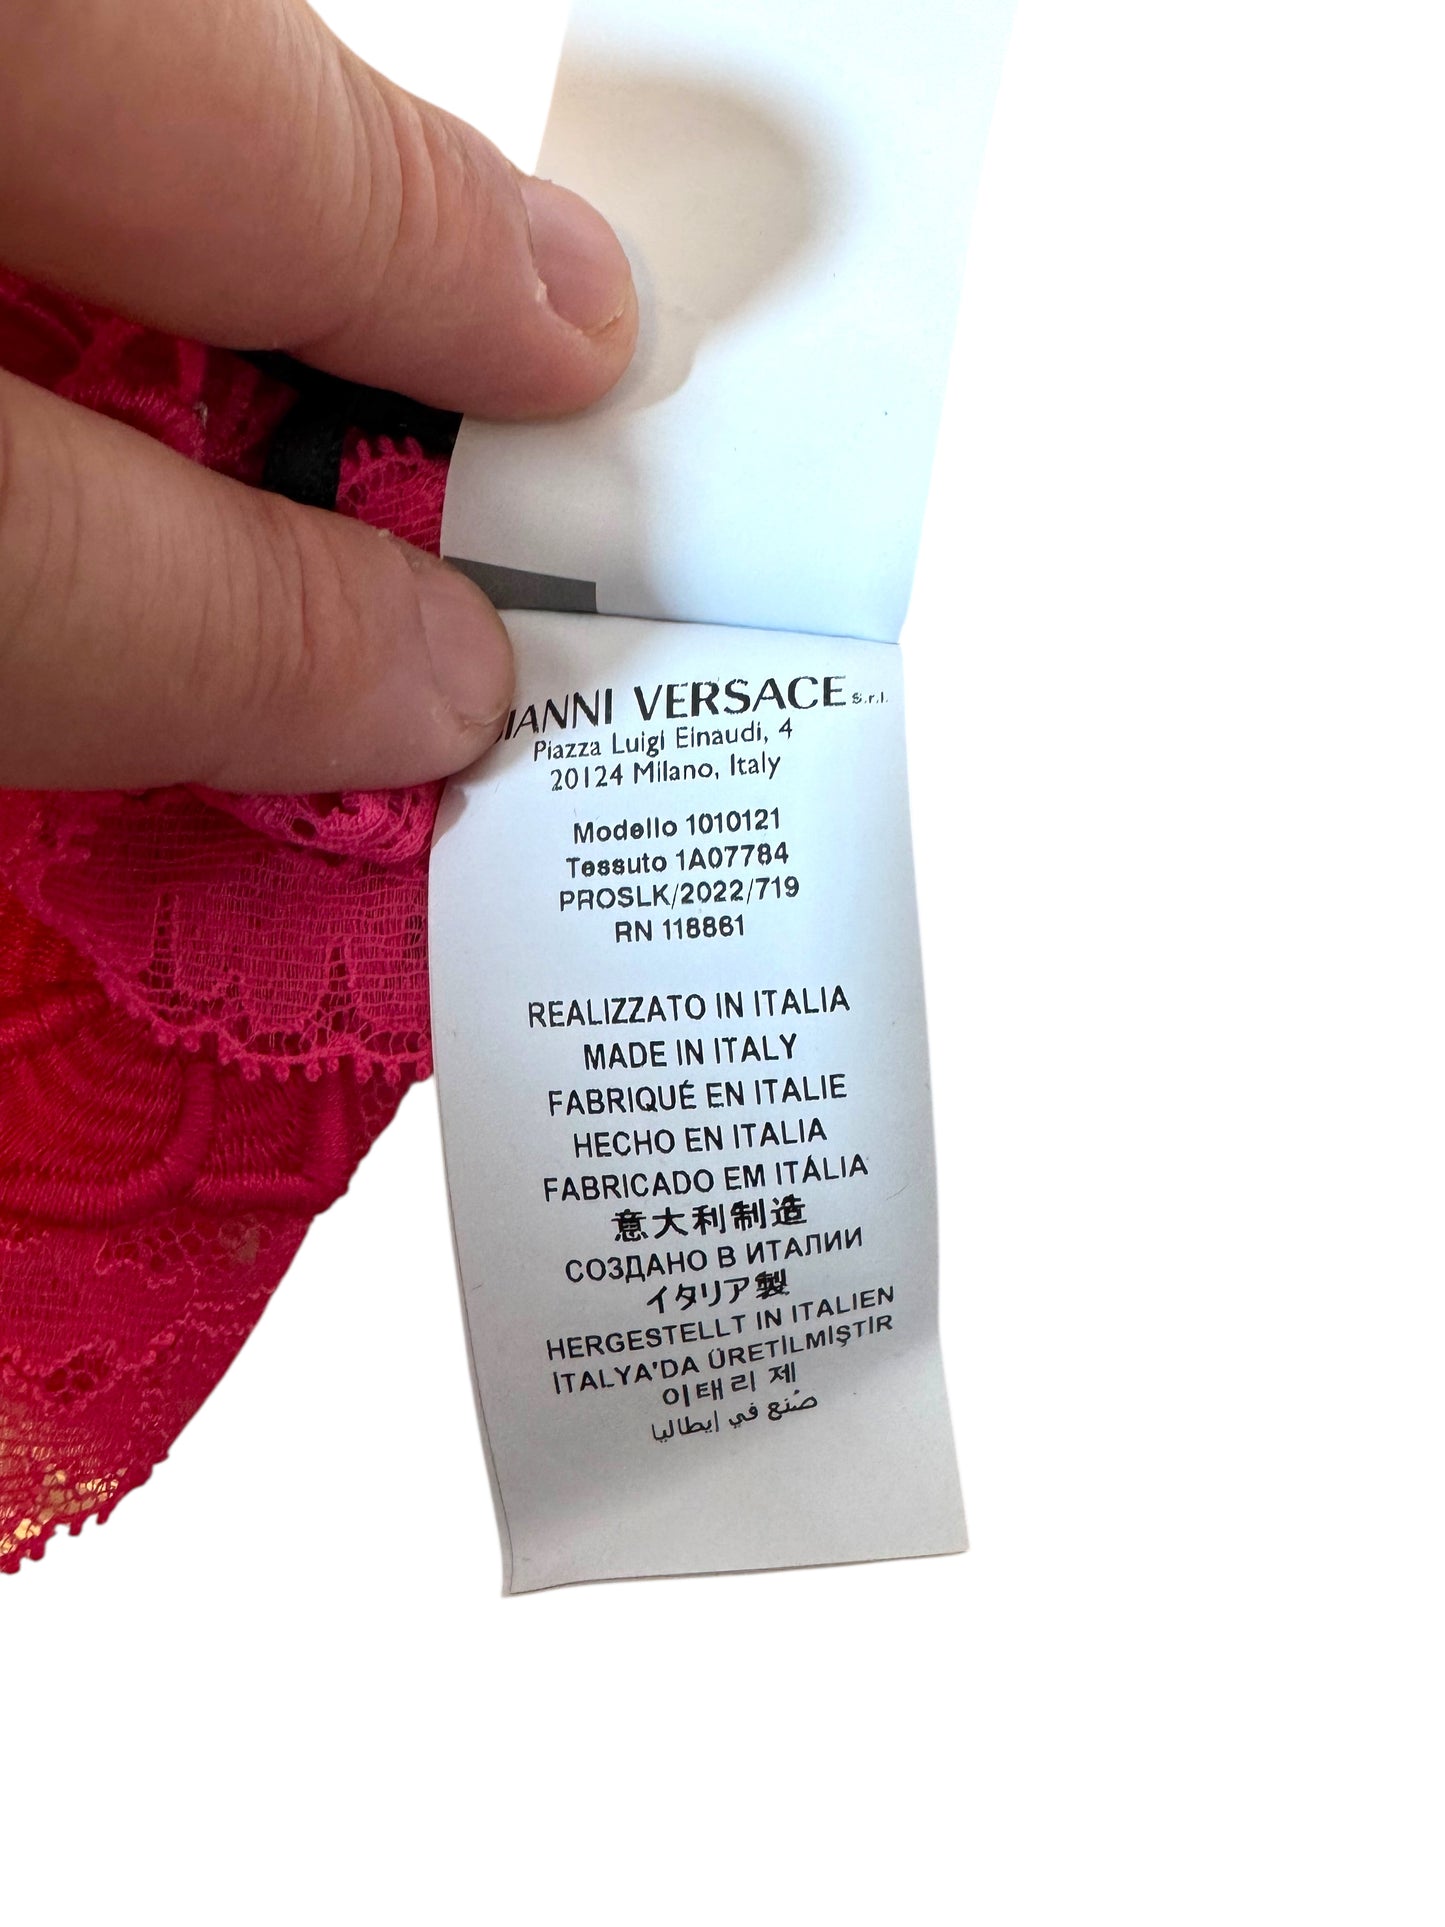 GIANNI VERSACE s.r.l.
Piazza Luigi Einaudi, 4
20124 Milano, Italy
Modello 1010121
Tessuto 1A07784
PROSLK/2022/719
RN 118861
REALIZZATO IN ITALIA
MADE IN ITALY
FABRIQUÉ EN ITALIE
HECHO EN ITALIA
FABRICADO EM ITÁLIA
意大利制造
СОЗДАНО В ИТАЛИИ
イタリア製
HERGESTELLT IN ITALIEN
İTALYA'DA ÜRETİLMİŞTİR
이태리 제
صُنع في إيطاليا